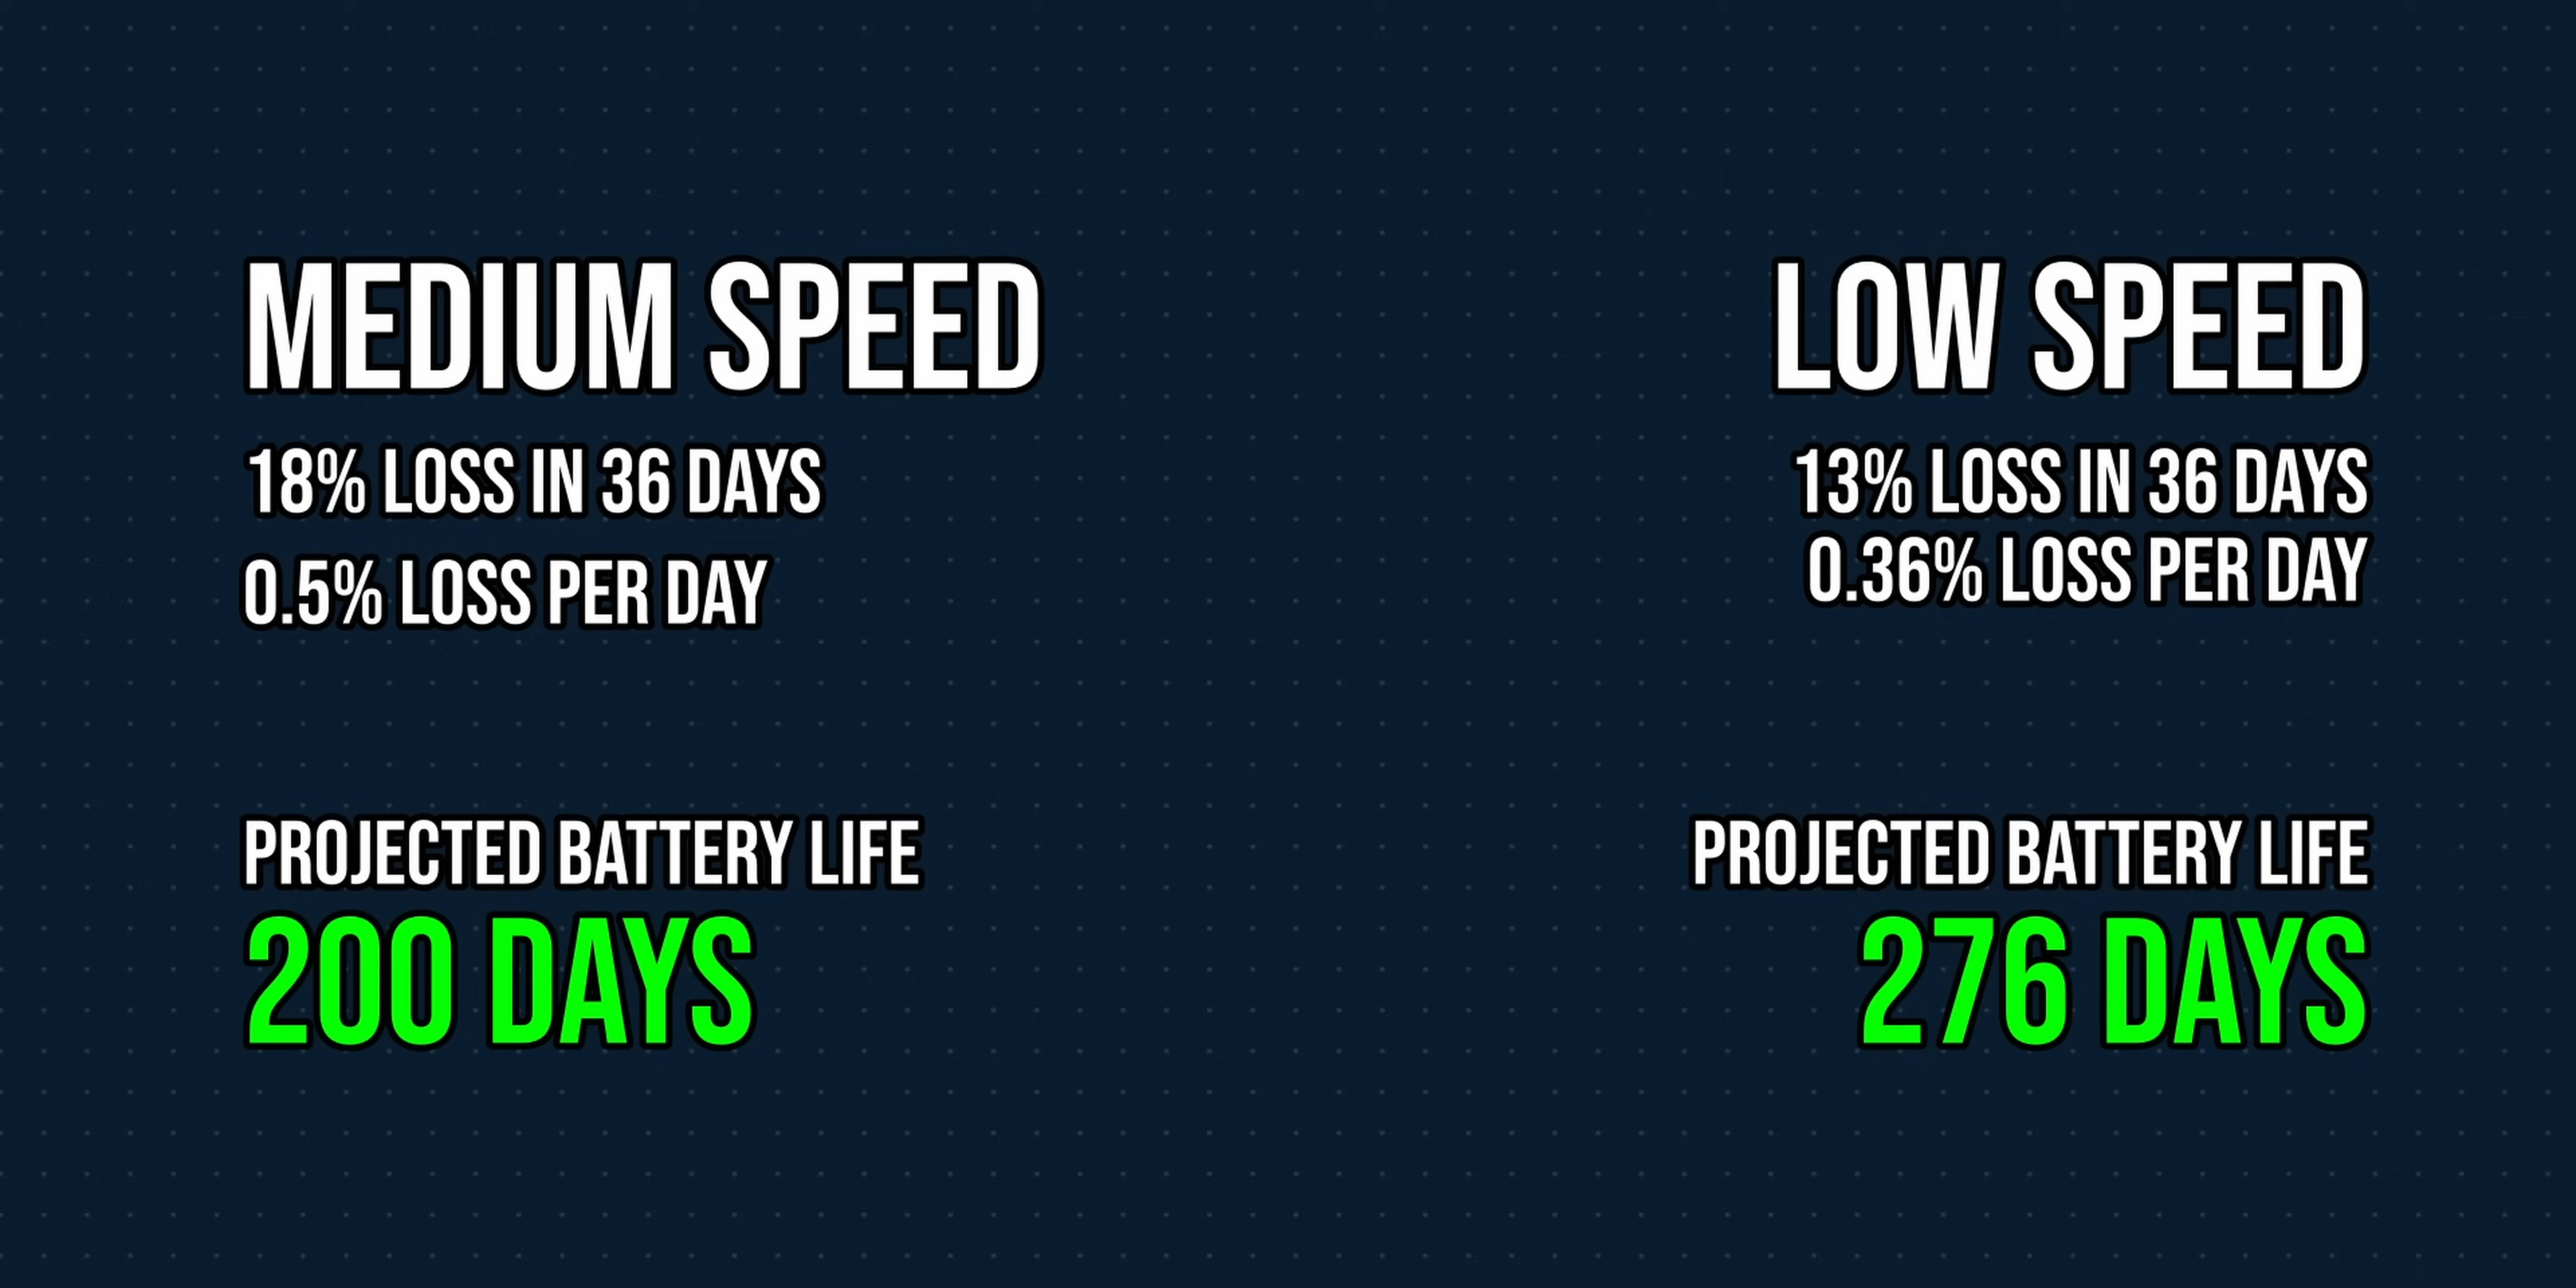 MEDIUM SPEED
18% LOSS IN 36 DAYS
0.5% LOSS PER DAY
PROJECTED BATTERY LIFE
200 DAYS
LOW SPEED
13% LOSS IN 36 DAYS
0.36% LOSS PER DAY
PROJECTED BATTERY LIFE
276 DAYS